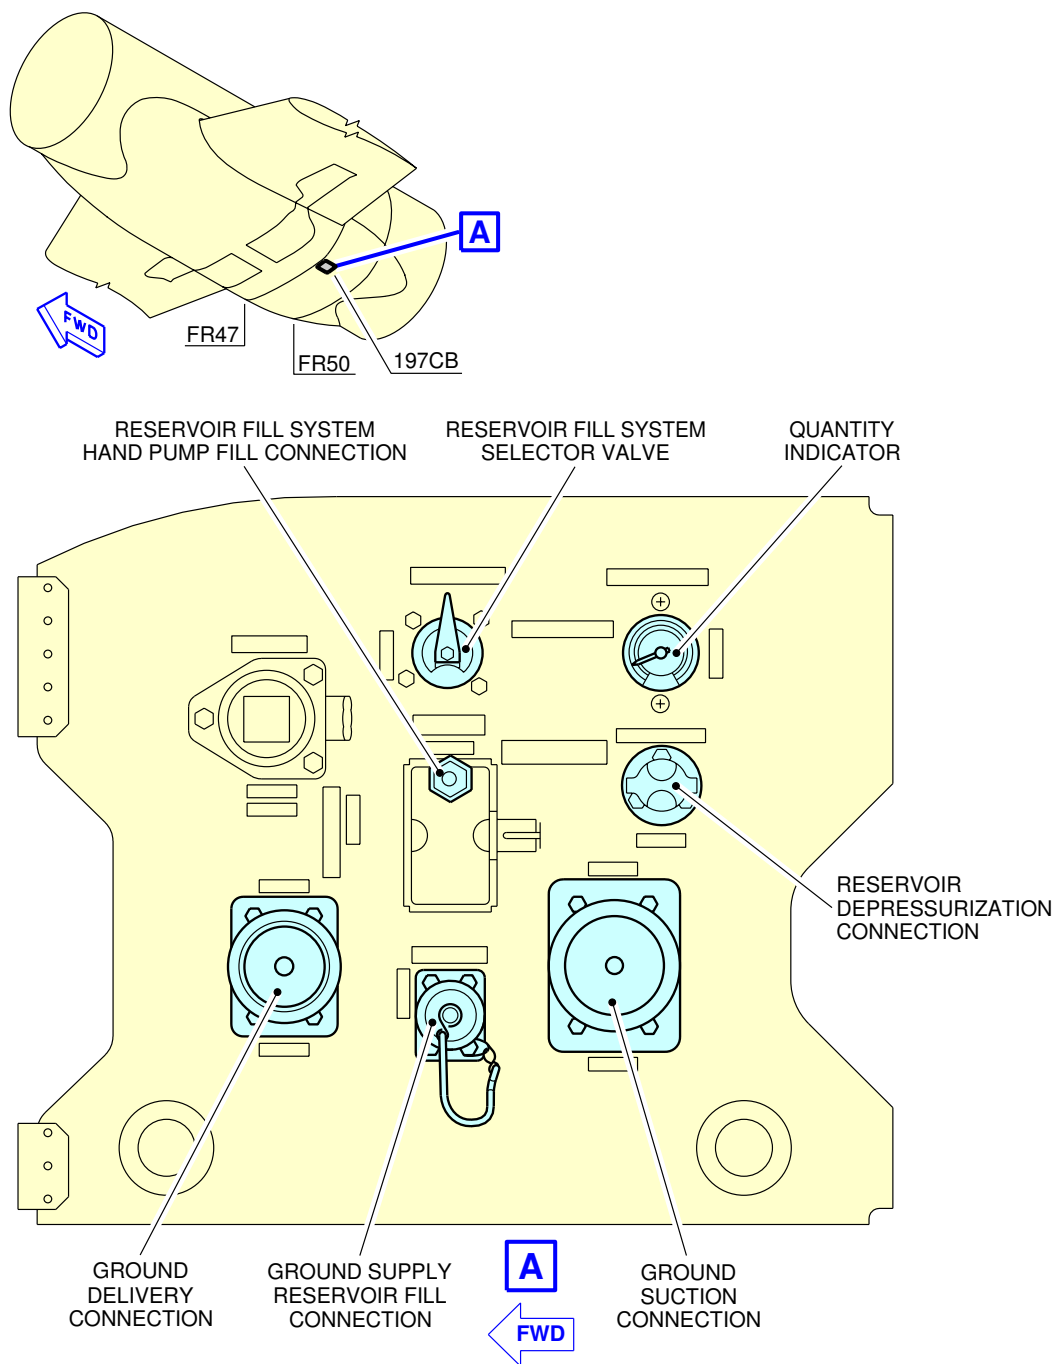 A
FWD
FR47
FR50
197CB
RESERVOIR FILL SYSTEM
HAND PUMP FILL CONNECTION
RESERVOIR FILL SYSTEM
SELECTOR VALVE
QUANTITY
INDICATOR
RESERVOIR
DEPRESSURIZATION
CONNECTION
GROUND
DELIVERY
CONNECTION
GROUND SUPPLY
RESERVOIR FILL
CONNECTION
A
FWD
GROUND
SUCTION
CONNECTION